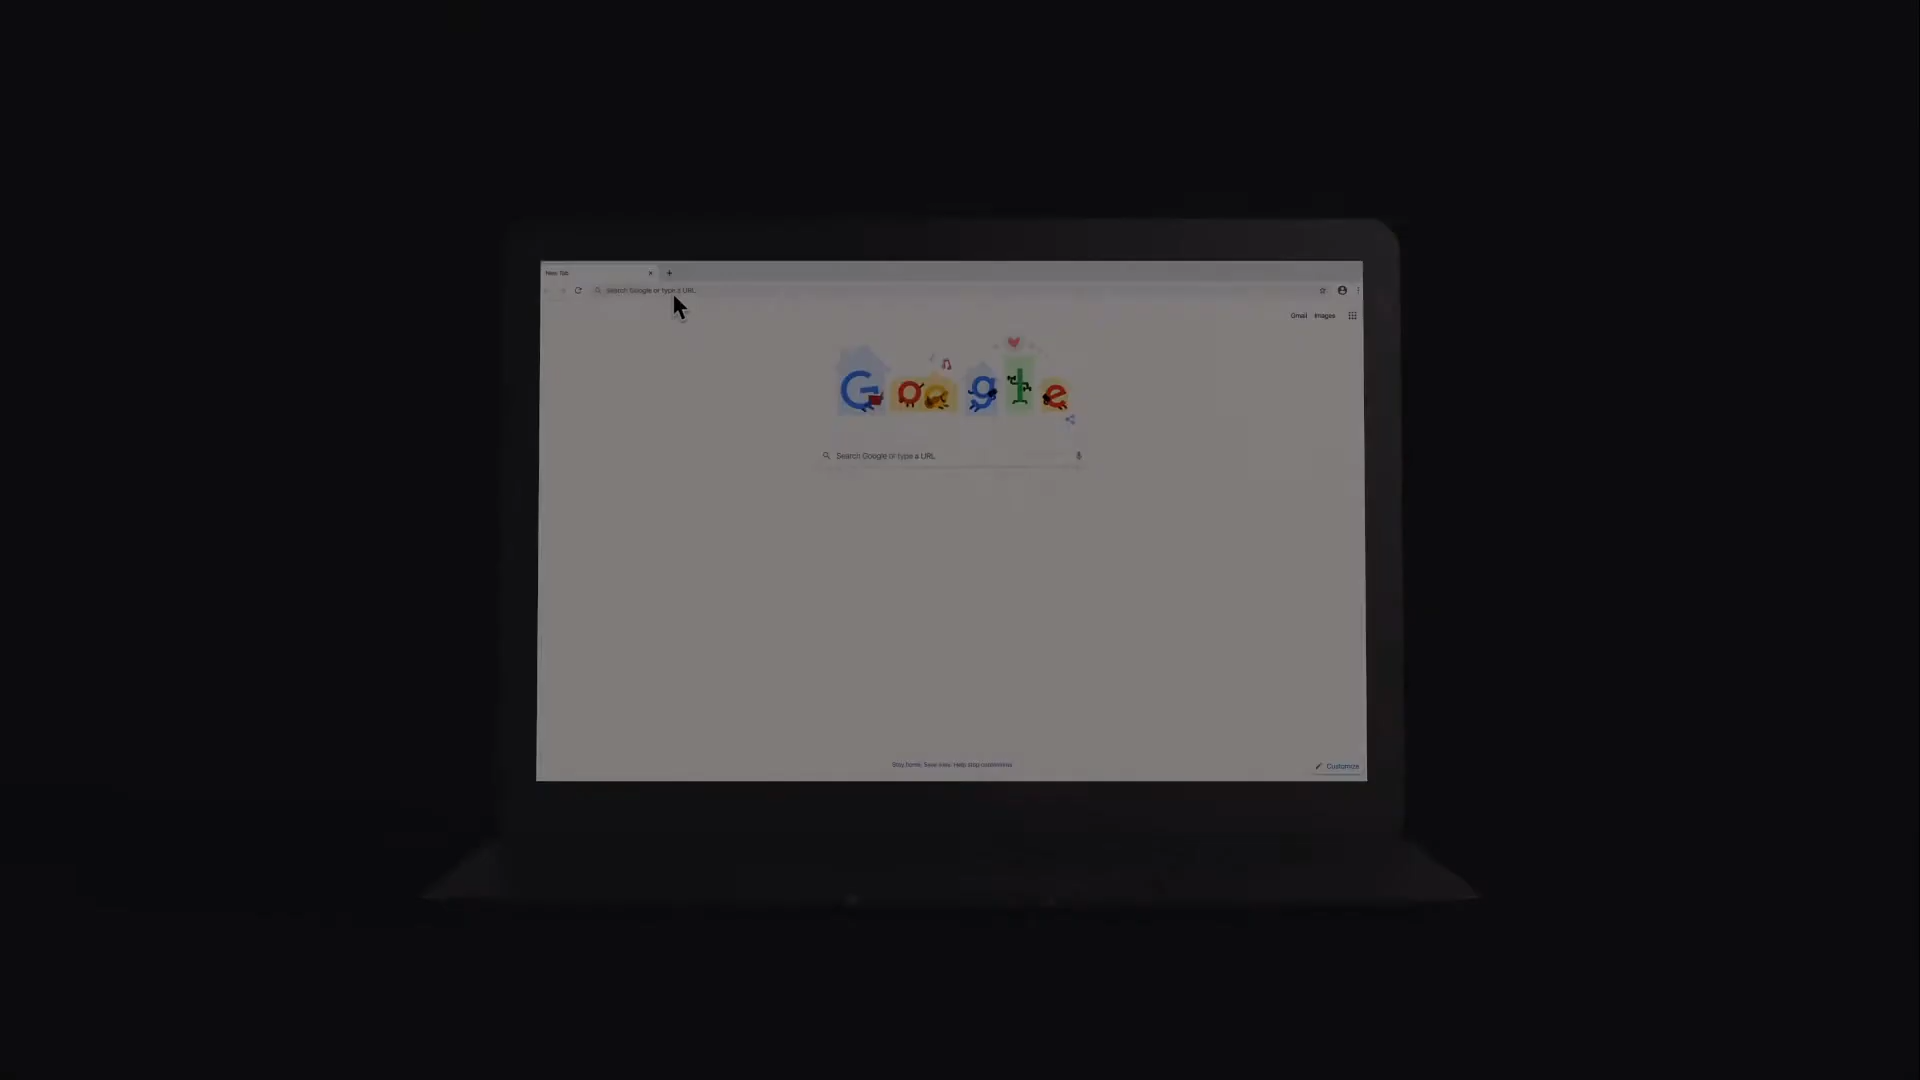 New Tab
Search Google or type a URL
Gmail Images
Google
Search Google or type a URL
Stay home. Save lives. Help stop coronavirus
Customize